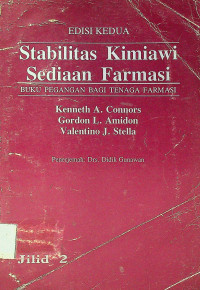 EDISI KEDUA
Stabilitas Kimiawi
Sediaan Farmasi
BUKU PEGANGAN BAGI TENAGA FARMASI
Kenneth A. Connors
Gordon L. Amidon
Valentino J. Stella
Penerjemah: Drs. Didik Gunawan
Jilid 2